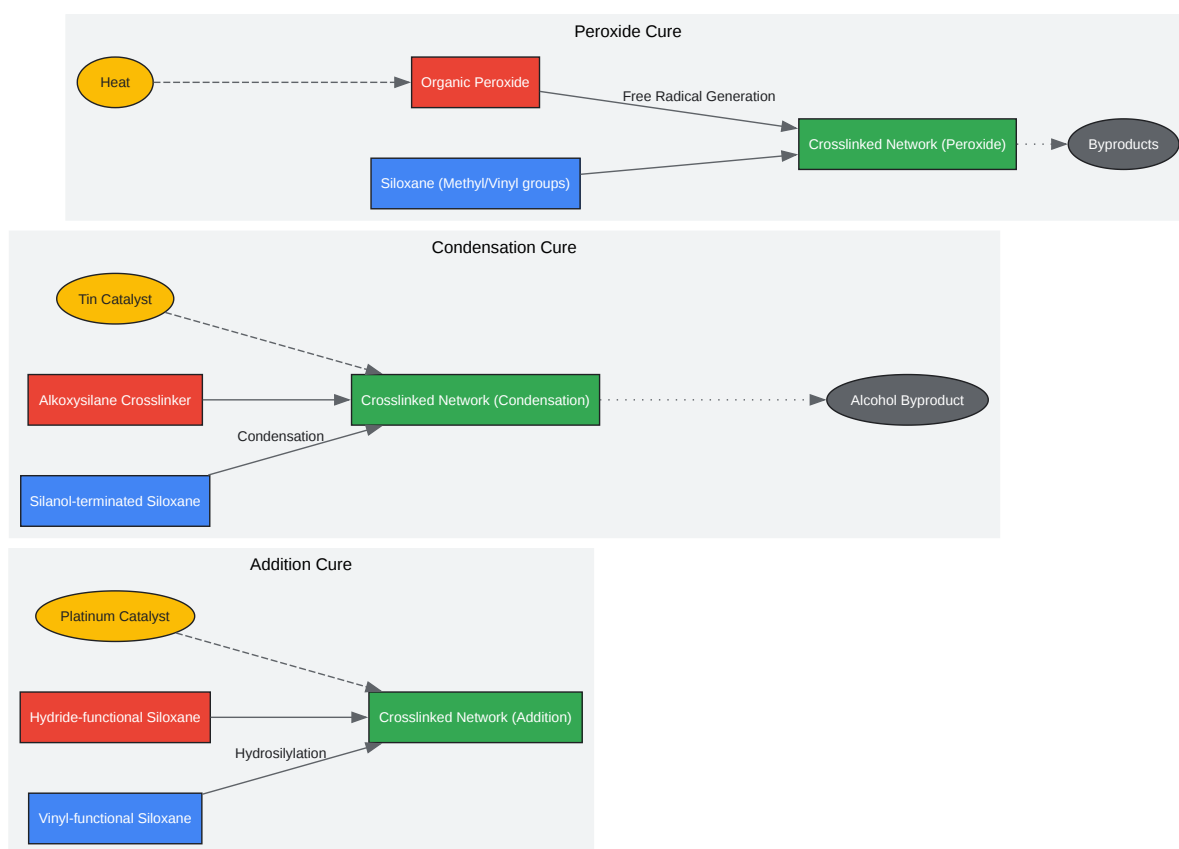 Peroxide Cure
Heat
Organic Peroxide
Free Radical Generation
Siloxane (Methyl/Vinyl groups)
Crosslinked Network (Peroxide)
Byproducts
Condensation Cure
Tin Catalyst
Alkoxysilane Crosslinker
Crosslinked Network (Condensation)
Alcohol Byproduct
Condensation
Silanol-terminated Siloxane
Addition Cure
Platinum Catalyst
Hydride-functional Siloxane
Crosslinked Network (Addition)
Hydrosilylation
Vinyl-functional Siloxane